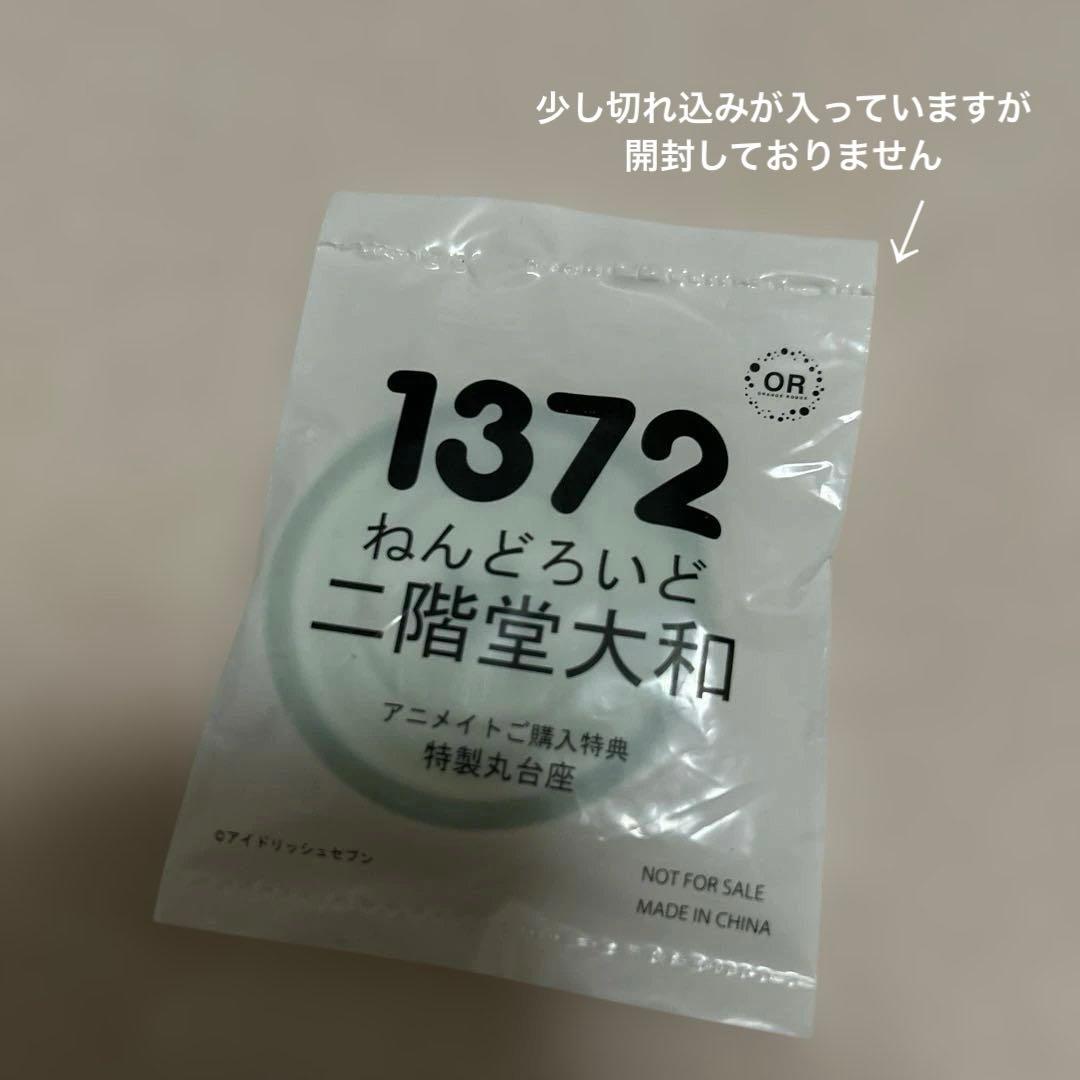 少し切れ込みが入っていますが
開封しておりません
OR
ORANGE ROUGE
1372
ねんどろいど
二階堂大和
アニメイトご購入特典
特製丸台座
©アイドリッシュセブン
NOT FOR SALE
MADE IN CHINA